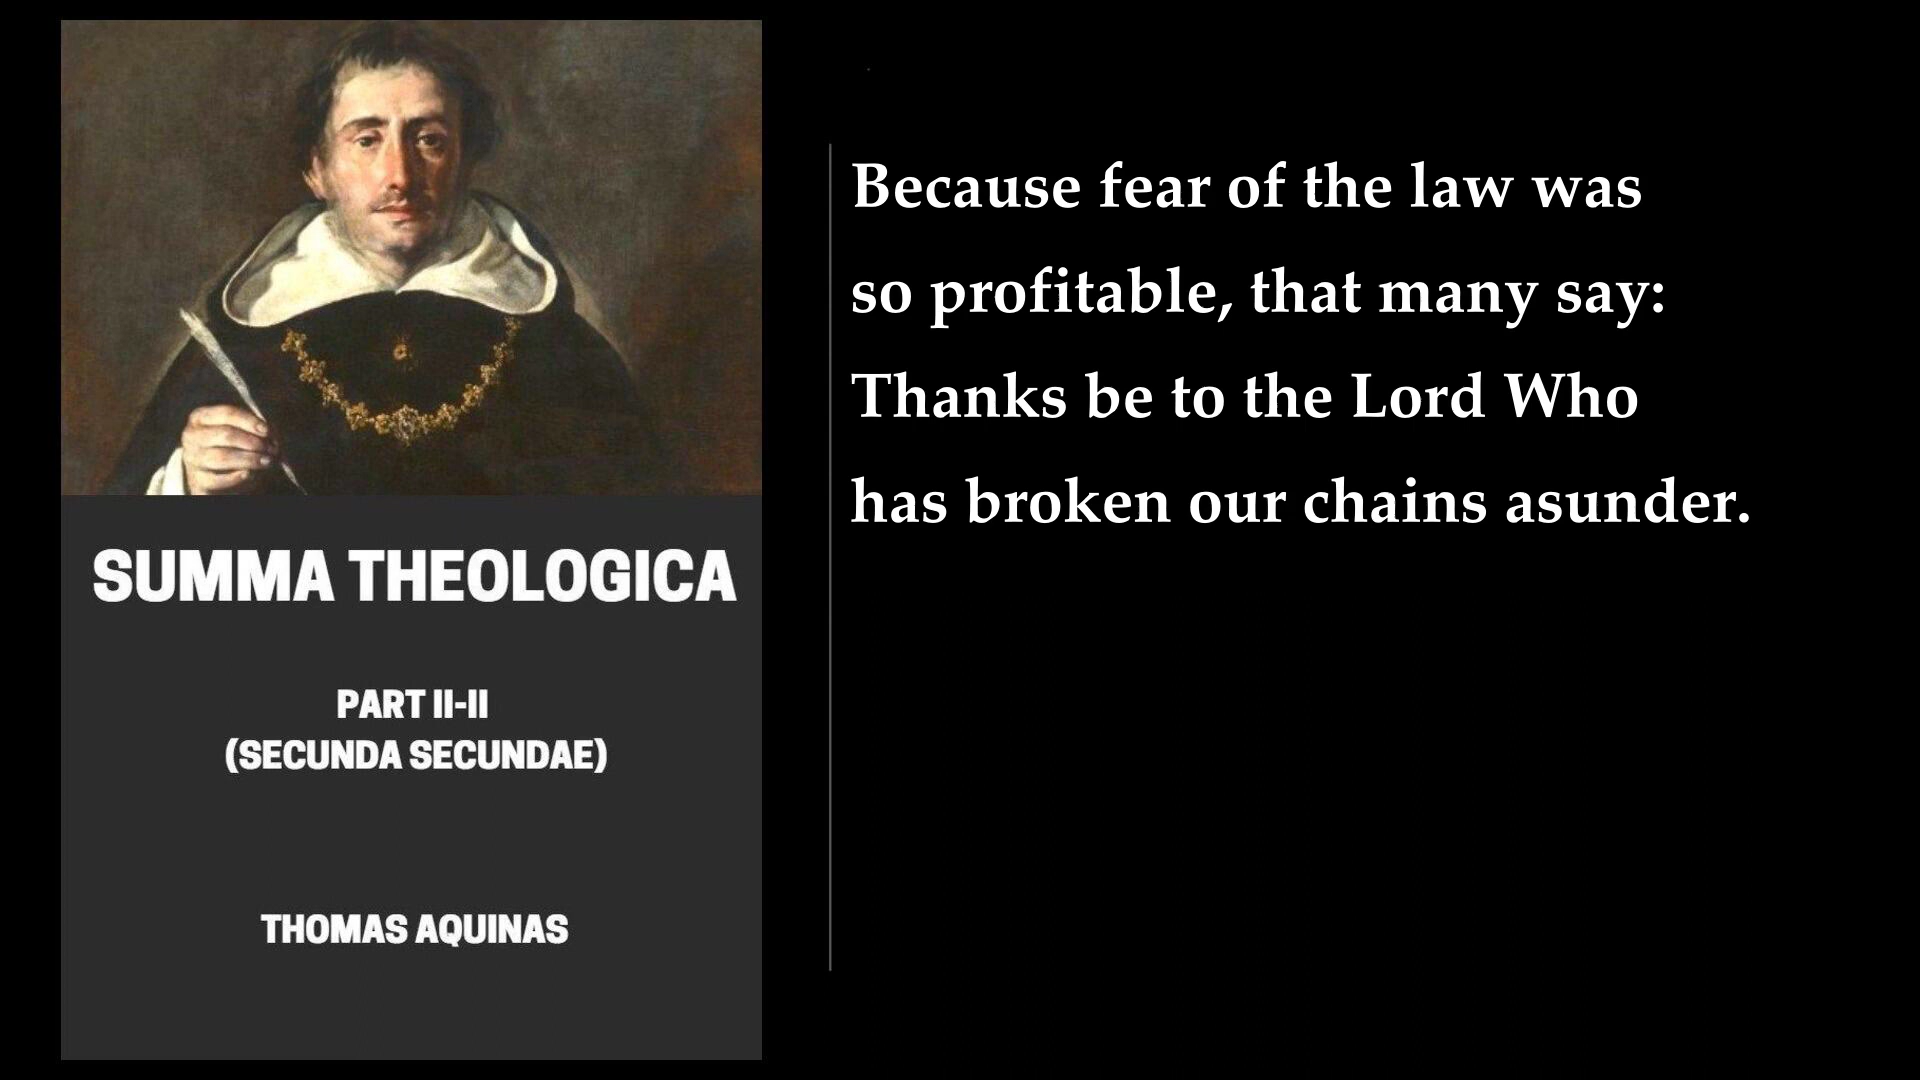 SUMMA THEOLOGICA
PART II-II
(SECUNDA SECUNDAE)
THOMAS AQUINAS
Because fear of the law was
so profitable, that many say:
Thanks be to the Lord Who
has broken our chains asunder.